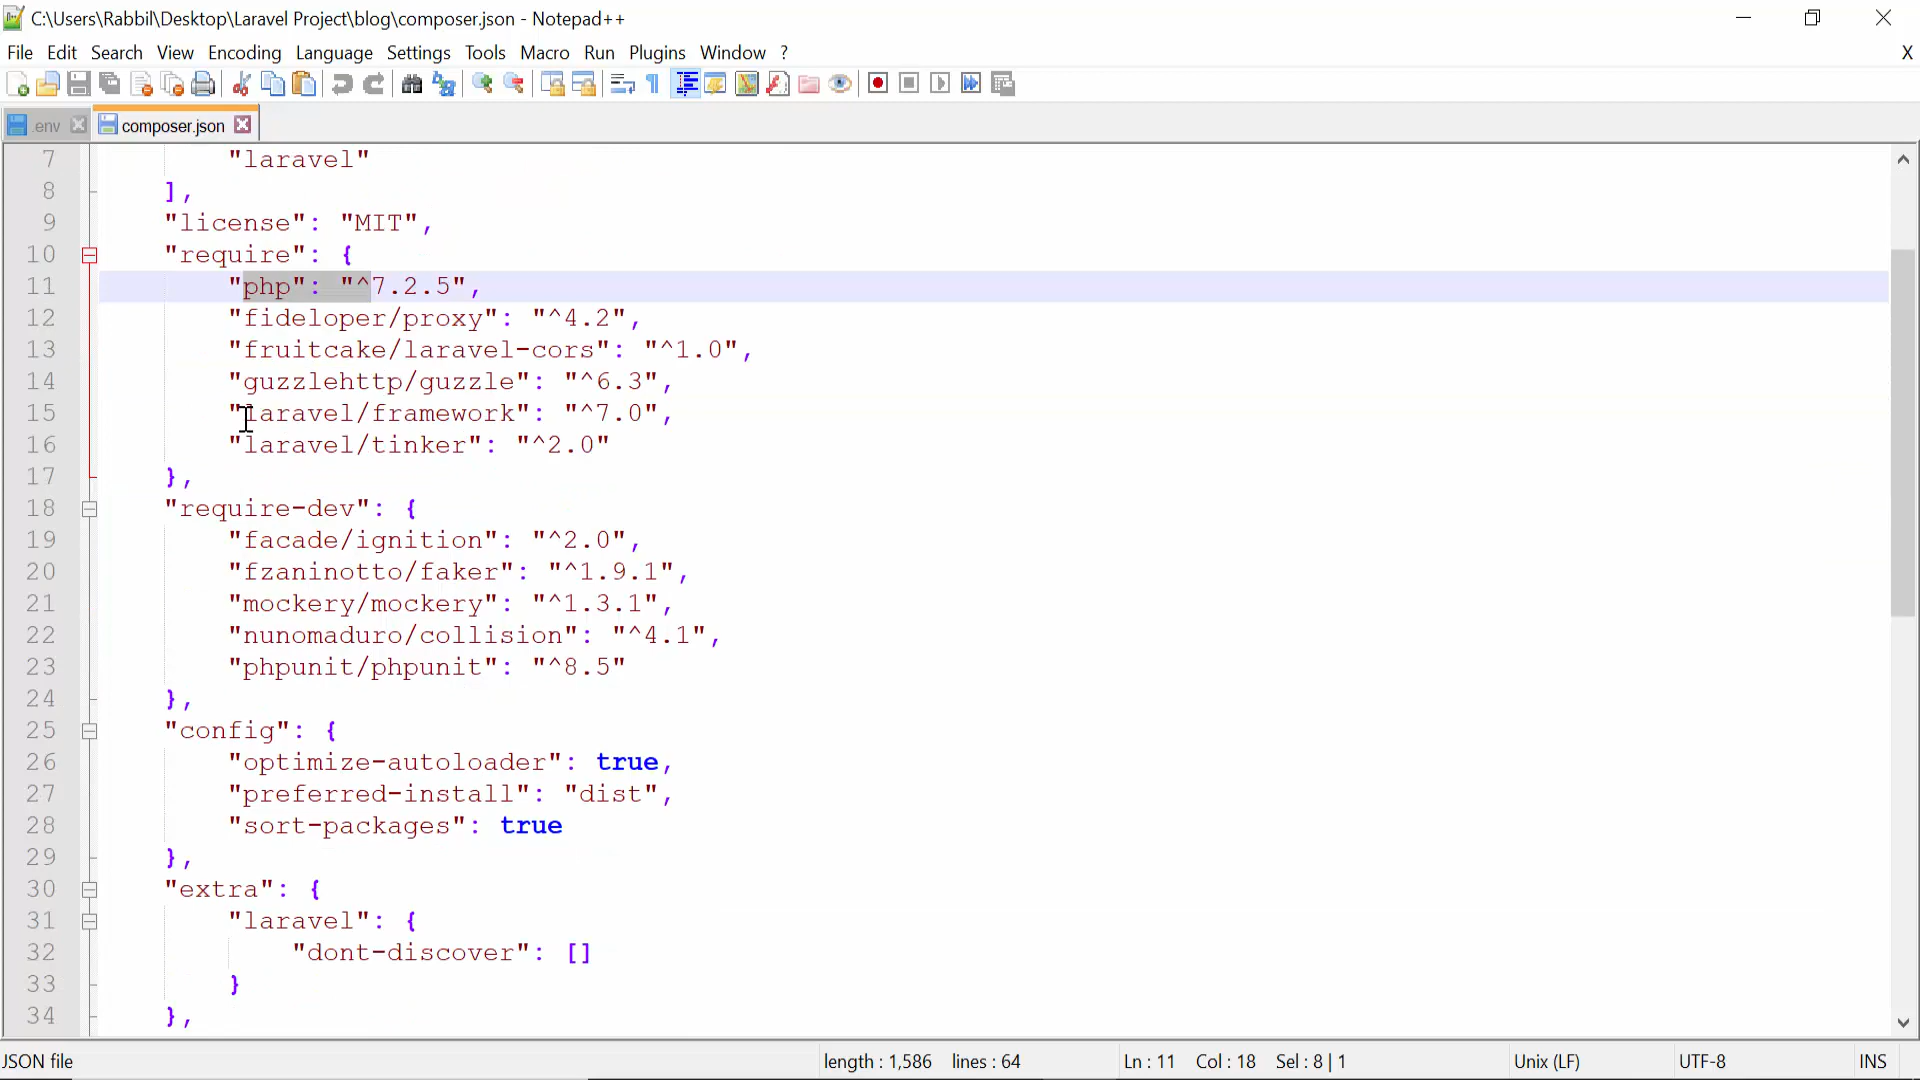 C:\Users\Rabbil\Desktop\Laravel Project\blog\composer.json - Notepad++
File Edit Search View Encoding Language Settings Tools Macro Run Plugins Window ? X
.env composer.json
7 "laravel"
8 ],
9 "license": "MIT",
10 "require": {
11 "php": "^7.2.5",
12 "fideloper/proxy": "^4.2",
13 "fruitcake/laravel-cors": "^1.0",
14 "guzzlehttp/guzzle": "^6.3",
15 "laravel/framework": "^7.0",
16 "laravel/tinker": "^2.0"
17 },
18 "require-dev": {
19 "facade/ignition": "^2.0",
20 "fzaninotto/faker": "^1.9.1",
21 "mockery/mockery": "^1.3.1",
22 "nunomaduro/collision": "^4.1",
23 "phpunit/phpunit": "^8.5"
24 },
25 "config": {
26 "optimize-autoloader": true,
27 "preferred-install": "dist",
28 "sort-packages": true
29 },
30 "extra": {
31 "laravel": {
32 "dont-discover": []
33 }
34 },
JSON file length : 1,586 lines : 64 Ln : 11 Col : 18 Sel : 8 | 1 Unix (LF) UTF-8 INS